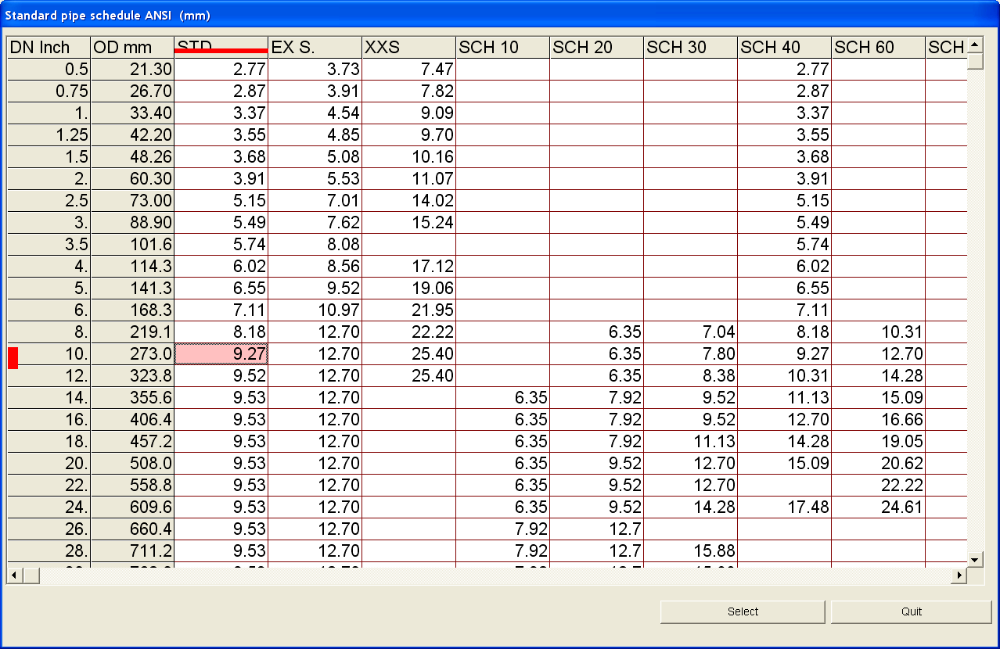 Standard pipe schedule ANSI (mm)
DN Inch OD mm STD EX S. XXS SCH 10 SCH 20 SCH 30 SCH 40 SCH 60 SCH
0.5 21.30 2.77 3.73 7.47 2.77
0.75 26.70 2.87 3.91 7.82 2.87
1. 33.40 3.37 4.54 9.09 3.37
1.25 42.20 3.55 4.85 9.70 3.55
1.5 48.26 3.68 5.08 10.16 3.68
2. 60.30 3.91 5.53 11.07 3.91
2.5 73.00 5.15 7.01 14.02 5.15
3. 88.90 5.49 7.62 15.24 5.49
3.5 101.6 5.74 8.08 5.74
4. 114.3 6.02 8.56 17.12 6.02
5. 141.3 6.55 9.52 19.06 6.55
6. 168.3 7.11 10.97 21.95 7.11
8. 219.1 8.18 12.70 22.22 6.35 7.04 8.18 10.31
10. 273.0 9.27 12.70 25.40 6.35 7.80 9.27 12.70
12. 323.8 9.52 12.70 25.40 6.35 8.38 10.31 14.28
14. 355.6 9.53 12.70 6.35 7.92 9.52 11.13 15.09
16. 406.4 9.53 12.70 6.35 7.92 9.52 12.70 16.66
18. 457.2 9.53 12.70 6.35 7.92 11.13 14.28 19.05
20. 508.0 9.53 12.70 6.35 9.52 12.70 15.09 20.62
22. 558.8 9.53 12.70 6.35 9.52 12.70 22.22
24. 609.6 9.53 12.70 6.35 9.52 14.28 17.48 24.61
26. 660.4 9.53 12.70 7.92 12.7
28. 711.2 9.53 12.70 7.92 12.7 15.88
Select Quit